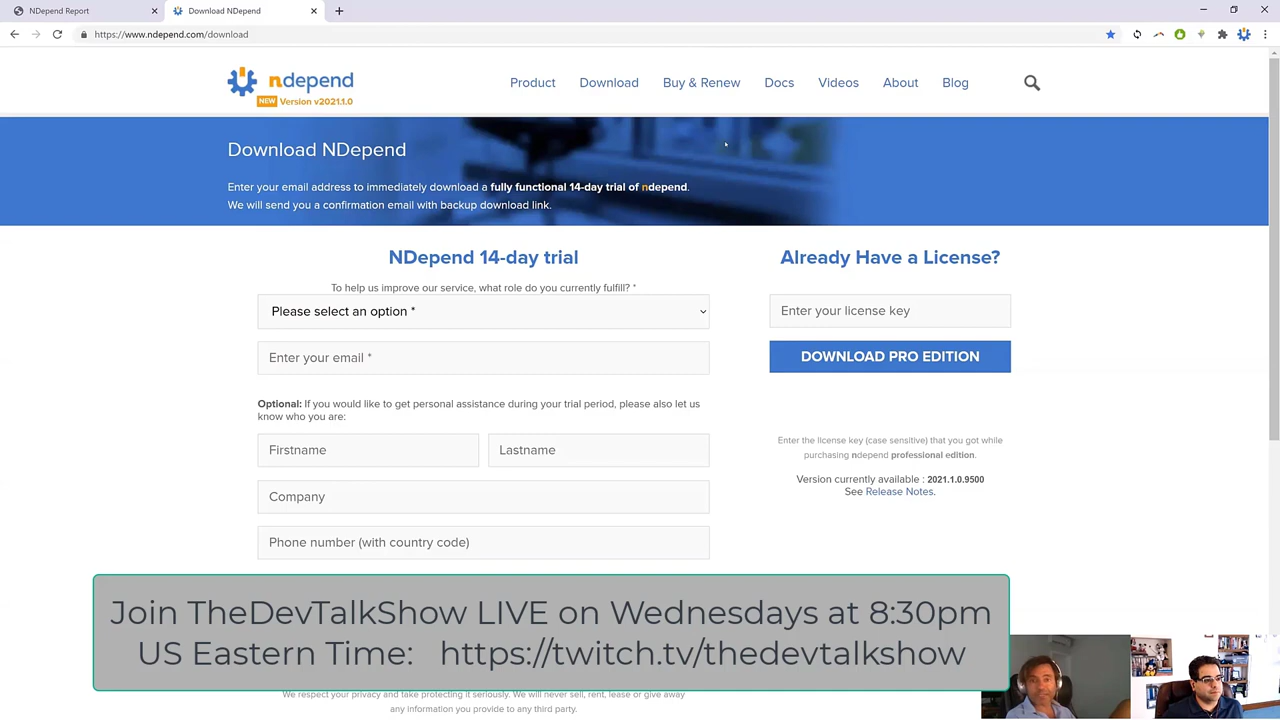 NDepend Report
Download NDepend
https://www.ndepend.com/download
ndepend
NEW Version v2021.1.0
Product Download Buy & Renew Docs Videos About Blog
Download NDepend
Enter your email address to immediately download a fully functional 14-day trial of ndepend.
We will send you a confirmation email with backup download link.
NDepend 14-day trial
To help us improve our service, what role do you currently fulfill? *
Please select an option *
Enter your email *
Optional: If you would like to get personal assistance during your trial period, please also let us
know who you are:
Firstname Lastname
Company
Phone number (with country code)
Already Have a License?
Enter your license key
DOWNLOAD PRO EDITION
Enter the license key (case sensitive) that you got while
purchasing ndepend professional edition.
Version currently available : 2021.1.0.9500
See Release Notes.
Join TheDevTalkShow LIVE on Wednesdays at 8:30pm
US Eastern Time: https://twitch.tv/thedevtalkshow
We respect your privacy and take protecting it seriously. We will never sell, rent, lease or give away
any information you provide to any third party.